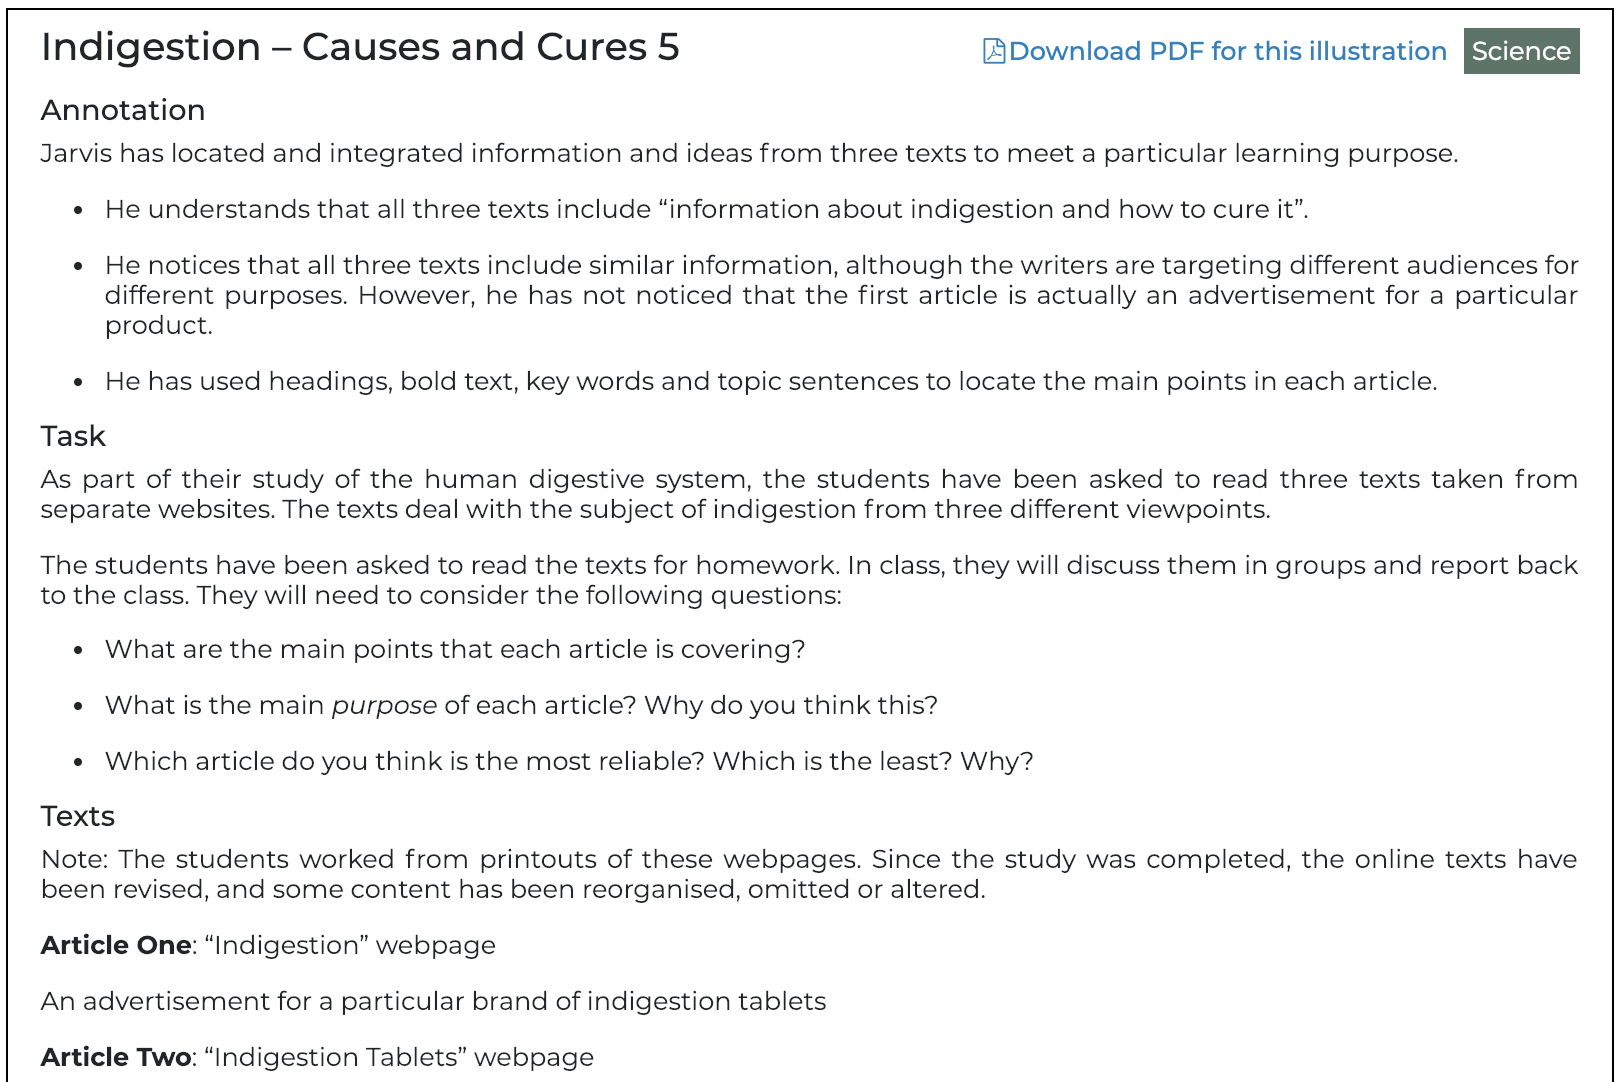 Indigestion – Causes and Cures 5
Download PDF for this illustration
Science
Annotation
Jarvis has located and integrated information and ideas from three texts to meet a particular learning purpose.
• He understands that all three texts include “information about indigestion and how to cure it”.
• He notices that all three texts include similar information, although the writers are targeting different audiences for
different purposes. However, he has not noticed that the first article is actually an advertisement for a particular
product.
• He has used headings, bold text, key words and topic sentences to locate the main points in each article.
Task
As part of their study of the human digestive system, the students have been asked to read three texts taken from
separate websites. The texts deal with the subject of indigestion from three different viewpoints.
The students have been asked to read the texts for homework. In class, they will discuss them in groups and report back
to the class. They will need to consider the following questions:
• What are the main points that each article is covering?
• What is the main purpose of each article? Why do you think this?
• Which article do you think is the most reliable? Which is the least? Why?
Texts
Note: The students worked from printouts of these webpages. Since the study was completed, the online texts have
been revised, and some content has been reorganised, omitted or altered.
Article One: “Indigestion” webpage
An advertisement for a particular brand of indigestion tablets
Article Two: “Indigestion Tablets” webpage